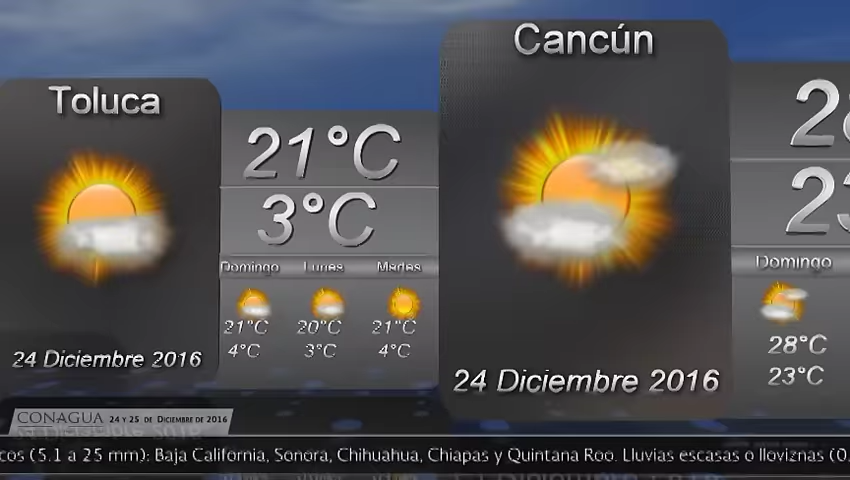 Toluca
21°C
3°C
Domingo Lunes Martes
21°C 20°C 21°C
4°C 3°C 4°C
24 Diciembre 2016
Cancún
24 Diciembre 2016
Domingo
28°C
23°C
CONAGUA 24 Y 25 DE DICIEMBRE DE 2016
(5.1 a 25 mm): Baja California, Sonora, Chihuahua, Chiapas y Quintana Roo. Lluvias escasas o lloviznas